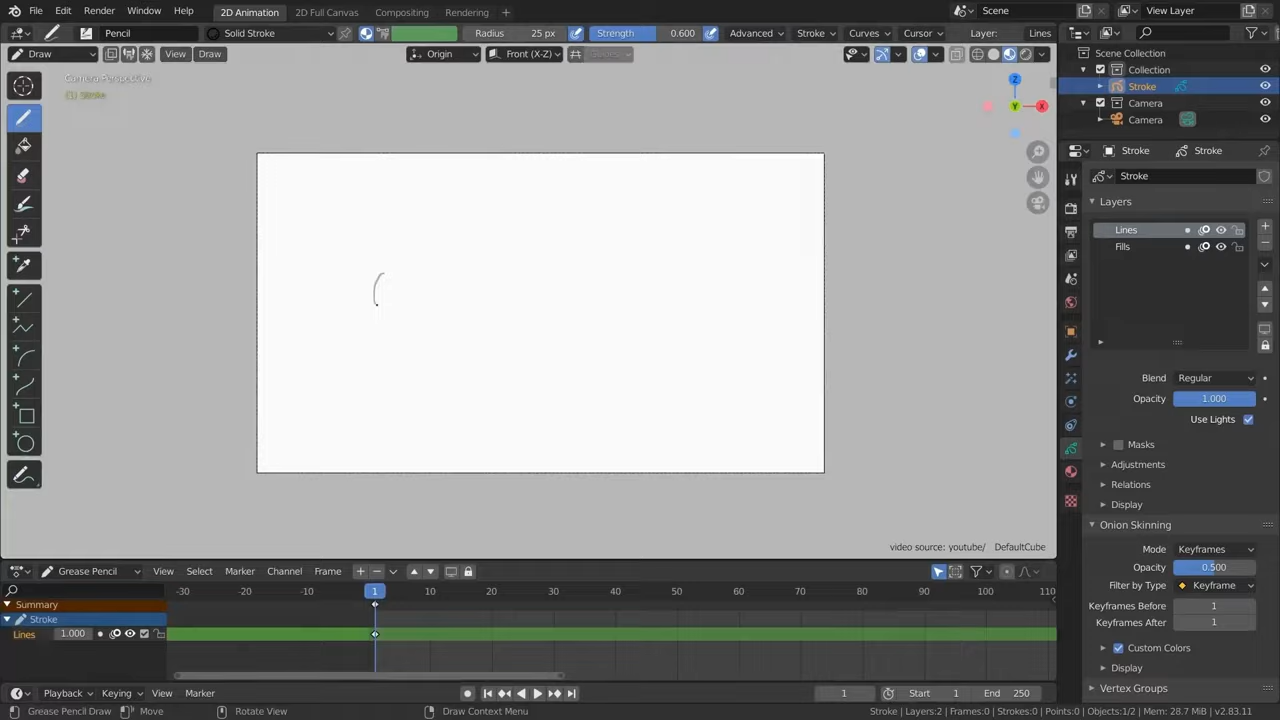 File Edit Render Window Help 2D Animation 2D Full Canvas Compositing Rendering + Scene View Layer
Pencil Solid Stroke Radius 25 px Strength 0.600 Advanced Stroke Curves Cursor Layer: Lines
Draw View Draw Origin Front (X-Z)
Scene Collection
Collection
Stroke
Camera
Camera
Camera Perspective
(1) Stroke
Z
Y
X
Stroke Stroke
Stroke
Layers
Lines
Fills
Blend Regular
Opacity 1.000
Use Lights
Masks
Adjustments
Relations
Display
Onion Skinning
Mode Keyframes
Opacity 0.500
Filter by Type Keyframe
Keyframes Before 1
Keyframes After 1
Custom Colors
Display
Vertex Groups
video source: youtube/ DefaultCube
Grease Pencil View Select Marker Channel Frame
-30 -20 -10 1 10 20 30 40 50 60 70 80 90 100 110
Summary
Stroke
Lines 1.000
Playback Keying View Marker 1 Start 1 End 250
Grease Pencil Draw Move Rotate View Draw Context Menu Stroke | Layers:2 | Frames:0 | Strokes:0 | Points:0 | Objects:1/2 | Mem: 28.7 MiB | v2.83.11